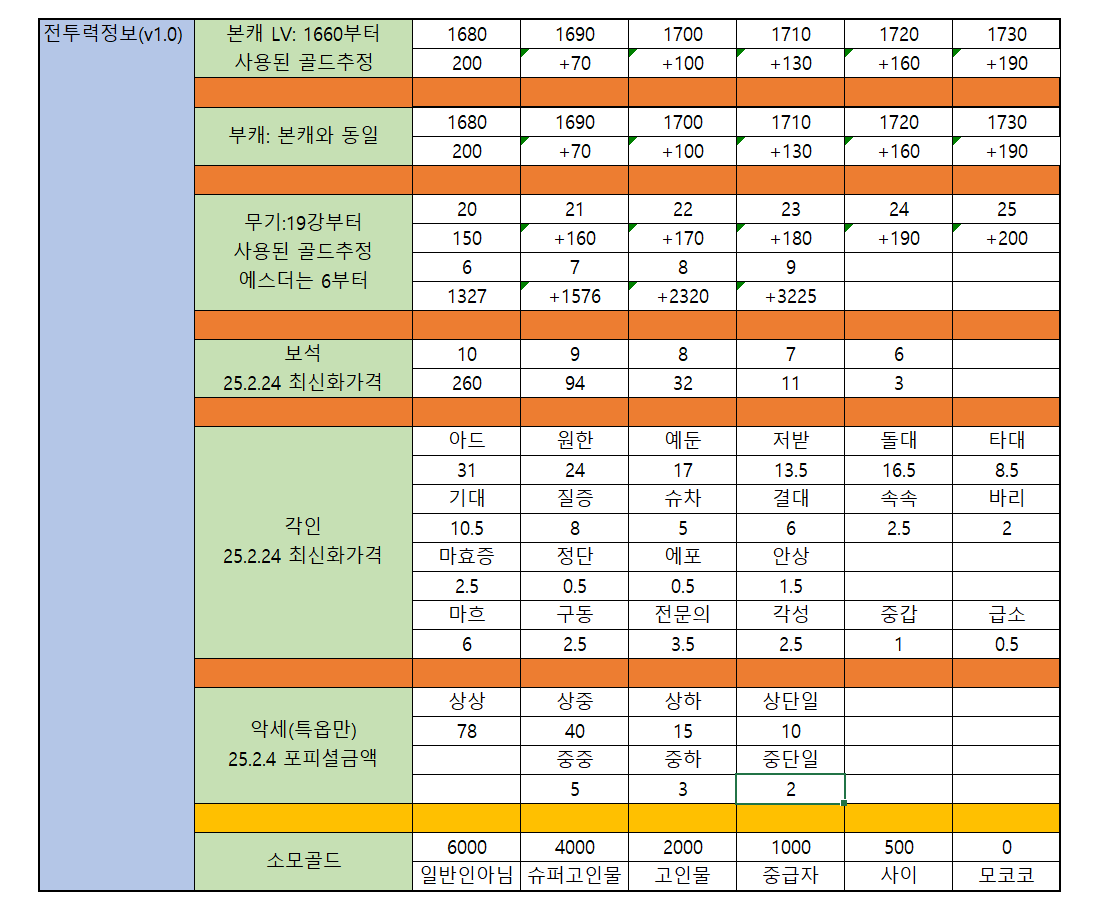 전투력정보(v1.0)
본캐 LV: 1660부터
사용된 골드추정
1680 1690 1700 1710 1720 1730
200 +70 +100 +130 +160 +190
부캐: 본캐와 동일
1680 1690 1700 1710 1720 1730
200 +70 +100 +130 +160 +190
무기:19강부터
사용된 골드추정
에스더는 6부터
20 21 22 23 24 25
150 +160 +170 +180 +190 +200
6 7 8 9
1327 +1576 +2320 +3225
보석
25.2.24 최신화가격
10 9 8 7 6
260 94 32 11 3
각인
25.2.24 최신화가격
아드 원한 예둔 저받 돌대 타대
31 24 17 13.5 16.5 8.5
기대 질증 슈차 결대 속속 바리
10.5 8 5 6 2.5 2
마효증 정단 에포 안상
2.5 0.5 0.5 1.5
마흐 구동 전문의 각성 중갑 급소
6 2.5 3.5 2.5 1 0.5
악세(특옵만)
25.2.4 포피셜금액
상상 상중 상하 상단일
78 40 15 10
중중 중하 중단일
5 3 2
소모골드
6000 4000 2000 1000 500 0
일반인아님 슈퍼고인물 고인물 중급자 사이 모코코